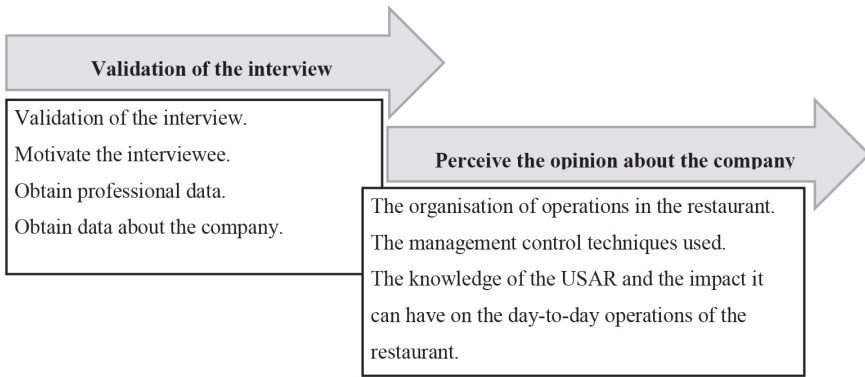 Validation of the interview
Validation of the interview.
Motivate the interviewee.
Obtain professional data.
Obtain data about the company.
Perceive the opinion about the company
The organisation of operations in the restaurant.
The management control techniques used.
The knowledge of the USAR and the impact it
can have on the day-to-day operations of the
restaurant.